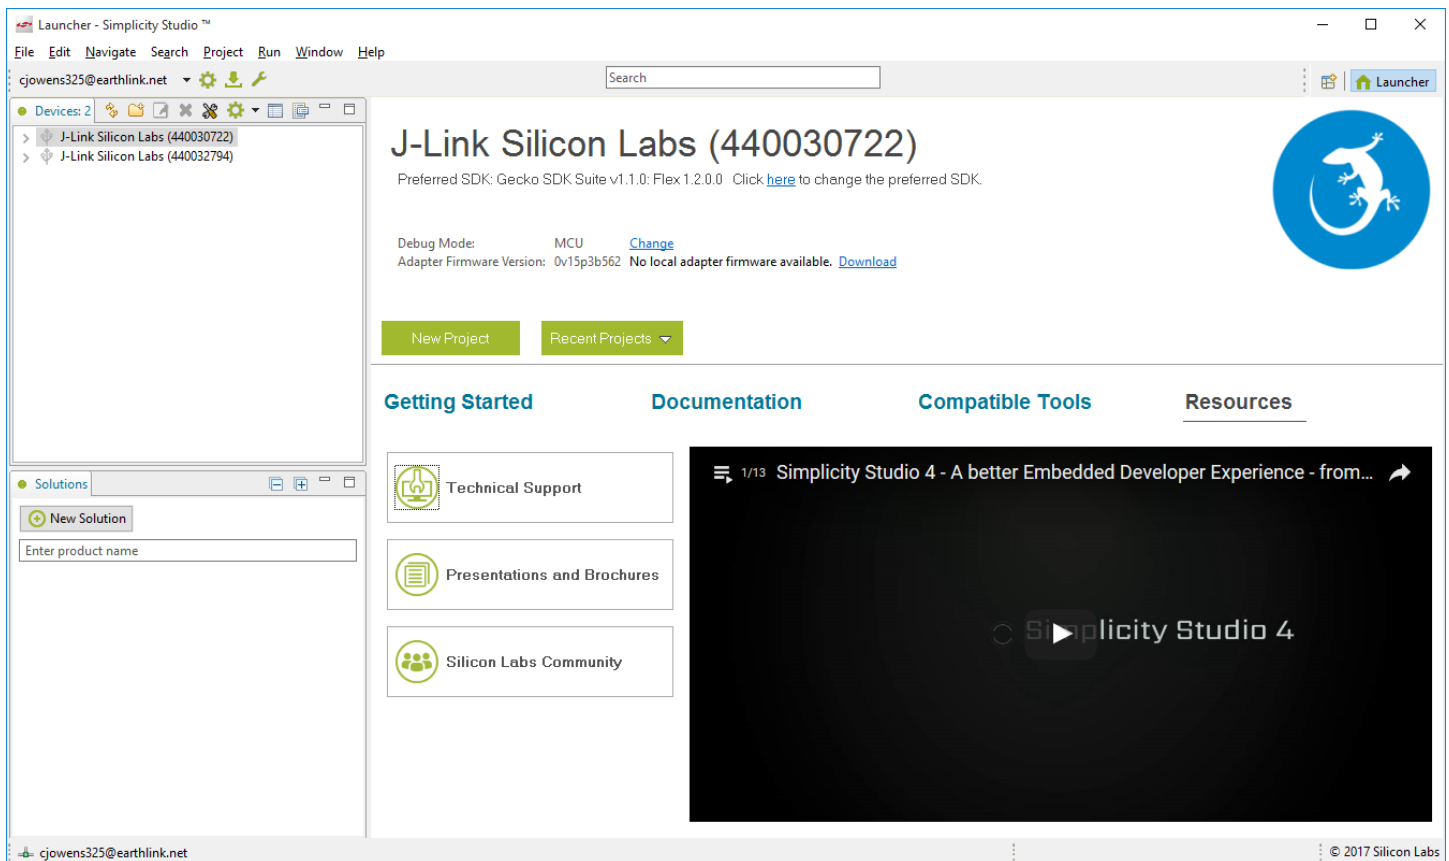 Launcher - Simplicity Studio ™
File Edit Navigate Search Project Run Window Help
cjowens325@earthlink.net
Search
Launcher
Devices: 2
J-Link Silicon Labs (440030722)
J-Link Silicon Labs (440032794)
J-Link Silicon Labs (440030722)
Preferred SDK: Gecko SDK Suite v1.1.0: Flex 1.2.0.0 Click here to change the preferred SDK.
Debug Mode: MCU Change
Adapter Firmware Version: 0v15p3b562 No local adapter firmware available. Download
New Project
Recent Projects
Getting Started
Documentation
Compatible Tools
Resources
Solutions
New Solution
Enter product name
Technical Support
Presentations and Brochures
Silicon Labs Community
1/13 Simplicity Studio 4 - A better Embedded Developer Experience - from...
Simplicity Studio 4
cjowens325@earthlink.net
© 2017 Silicon Labs